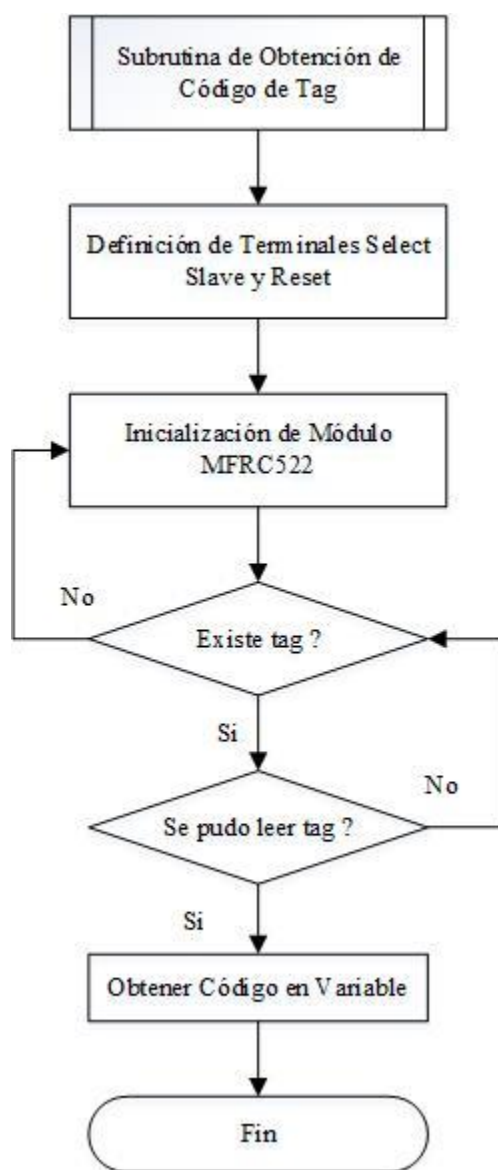 Subrutina de Obtención de
Código de Tag
Definición de Terminales Select
Slave y Reset
Inicialización de Módulo
MFRC522
No
Existe tag ?
Si
No
Se pudo leer tag ?
Si
Obtener Código en Variable
Fin